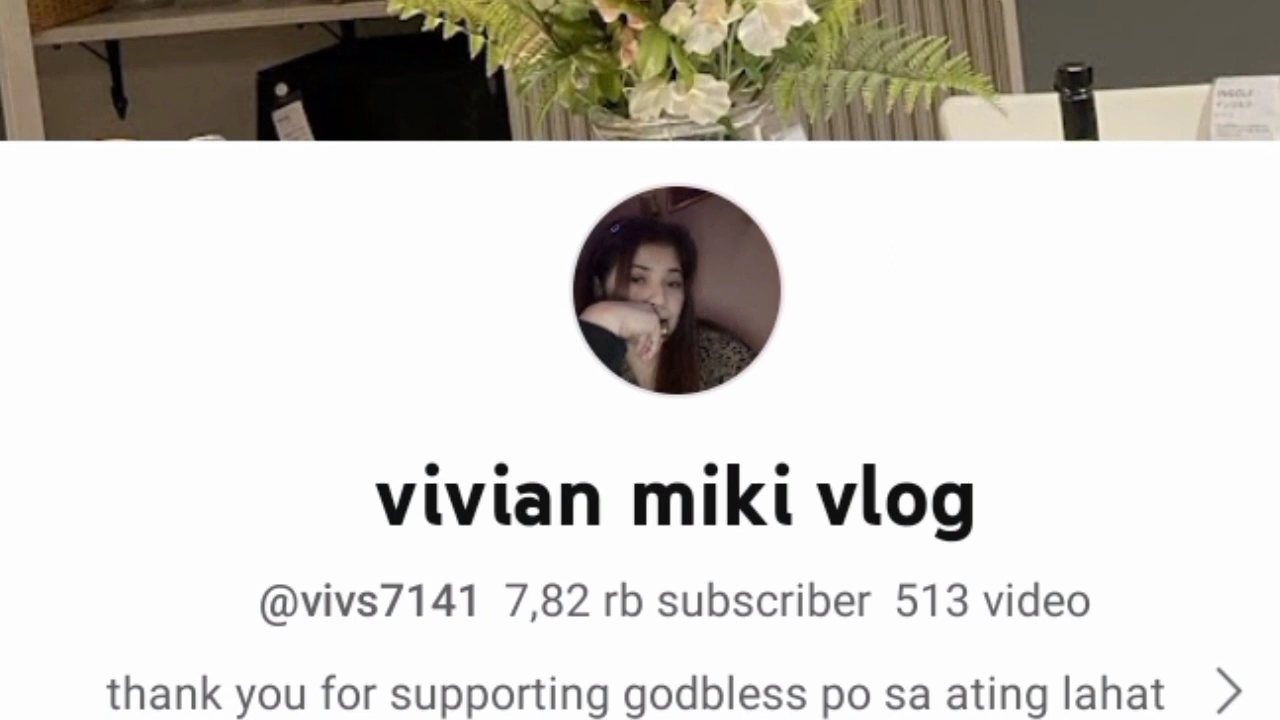 vivian miki vlog
@vivs7141 7,82 rb subscriber 513 video
thank you for supporting godbless po sa ating lahat